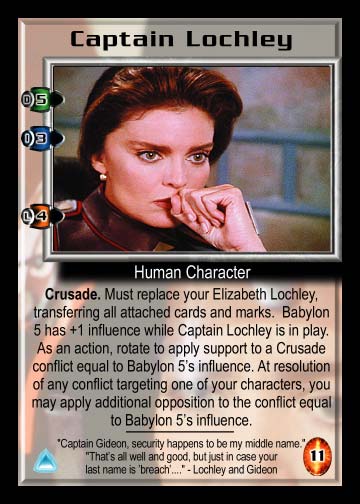 Captain Lochley
D 5
I 3
L 4
Human Character
Crusade. Must replace your Elizabeth Lochley,
transferring all attached cards and marks. Babylon
5 has +1 influence while Captain Lochley is in play.
As an action, rotate to apply support to a Crusade
conflict equal to Babylon 5's influence. At resolution
of any conflict targeting one of your characters, you
may apply additional opposition to the conflict equal
to Babylon 5's influence.
"Captain Gideon, security happens to be my middle name."
"That's all well and good, but just in case your
last name is 'breach'...." - Lochley and Gideon
11